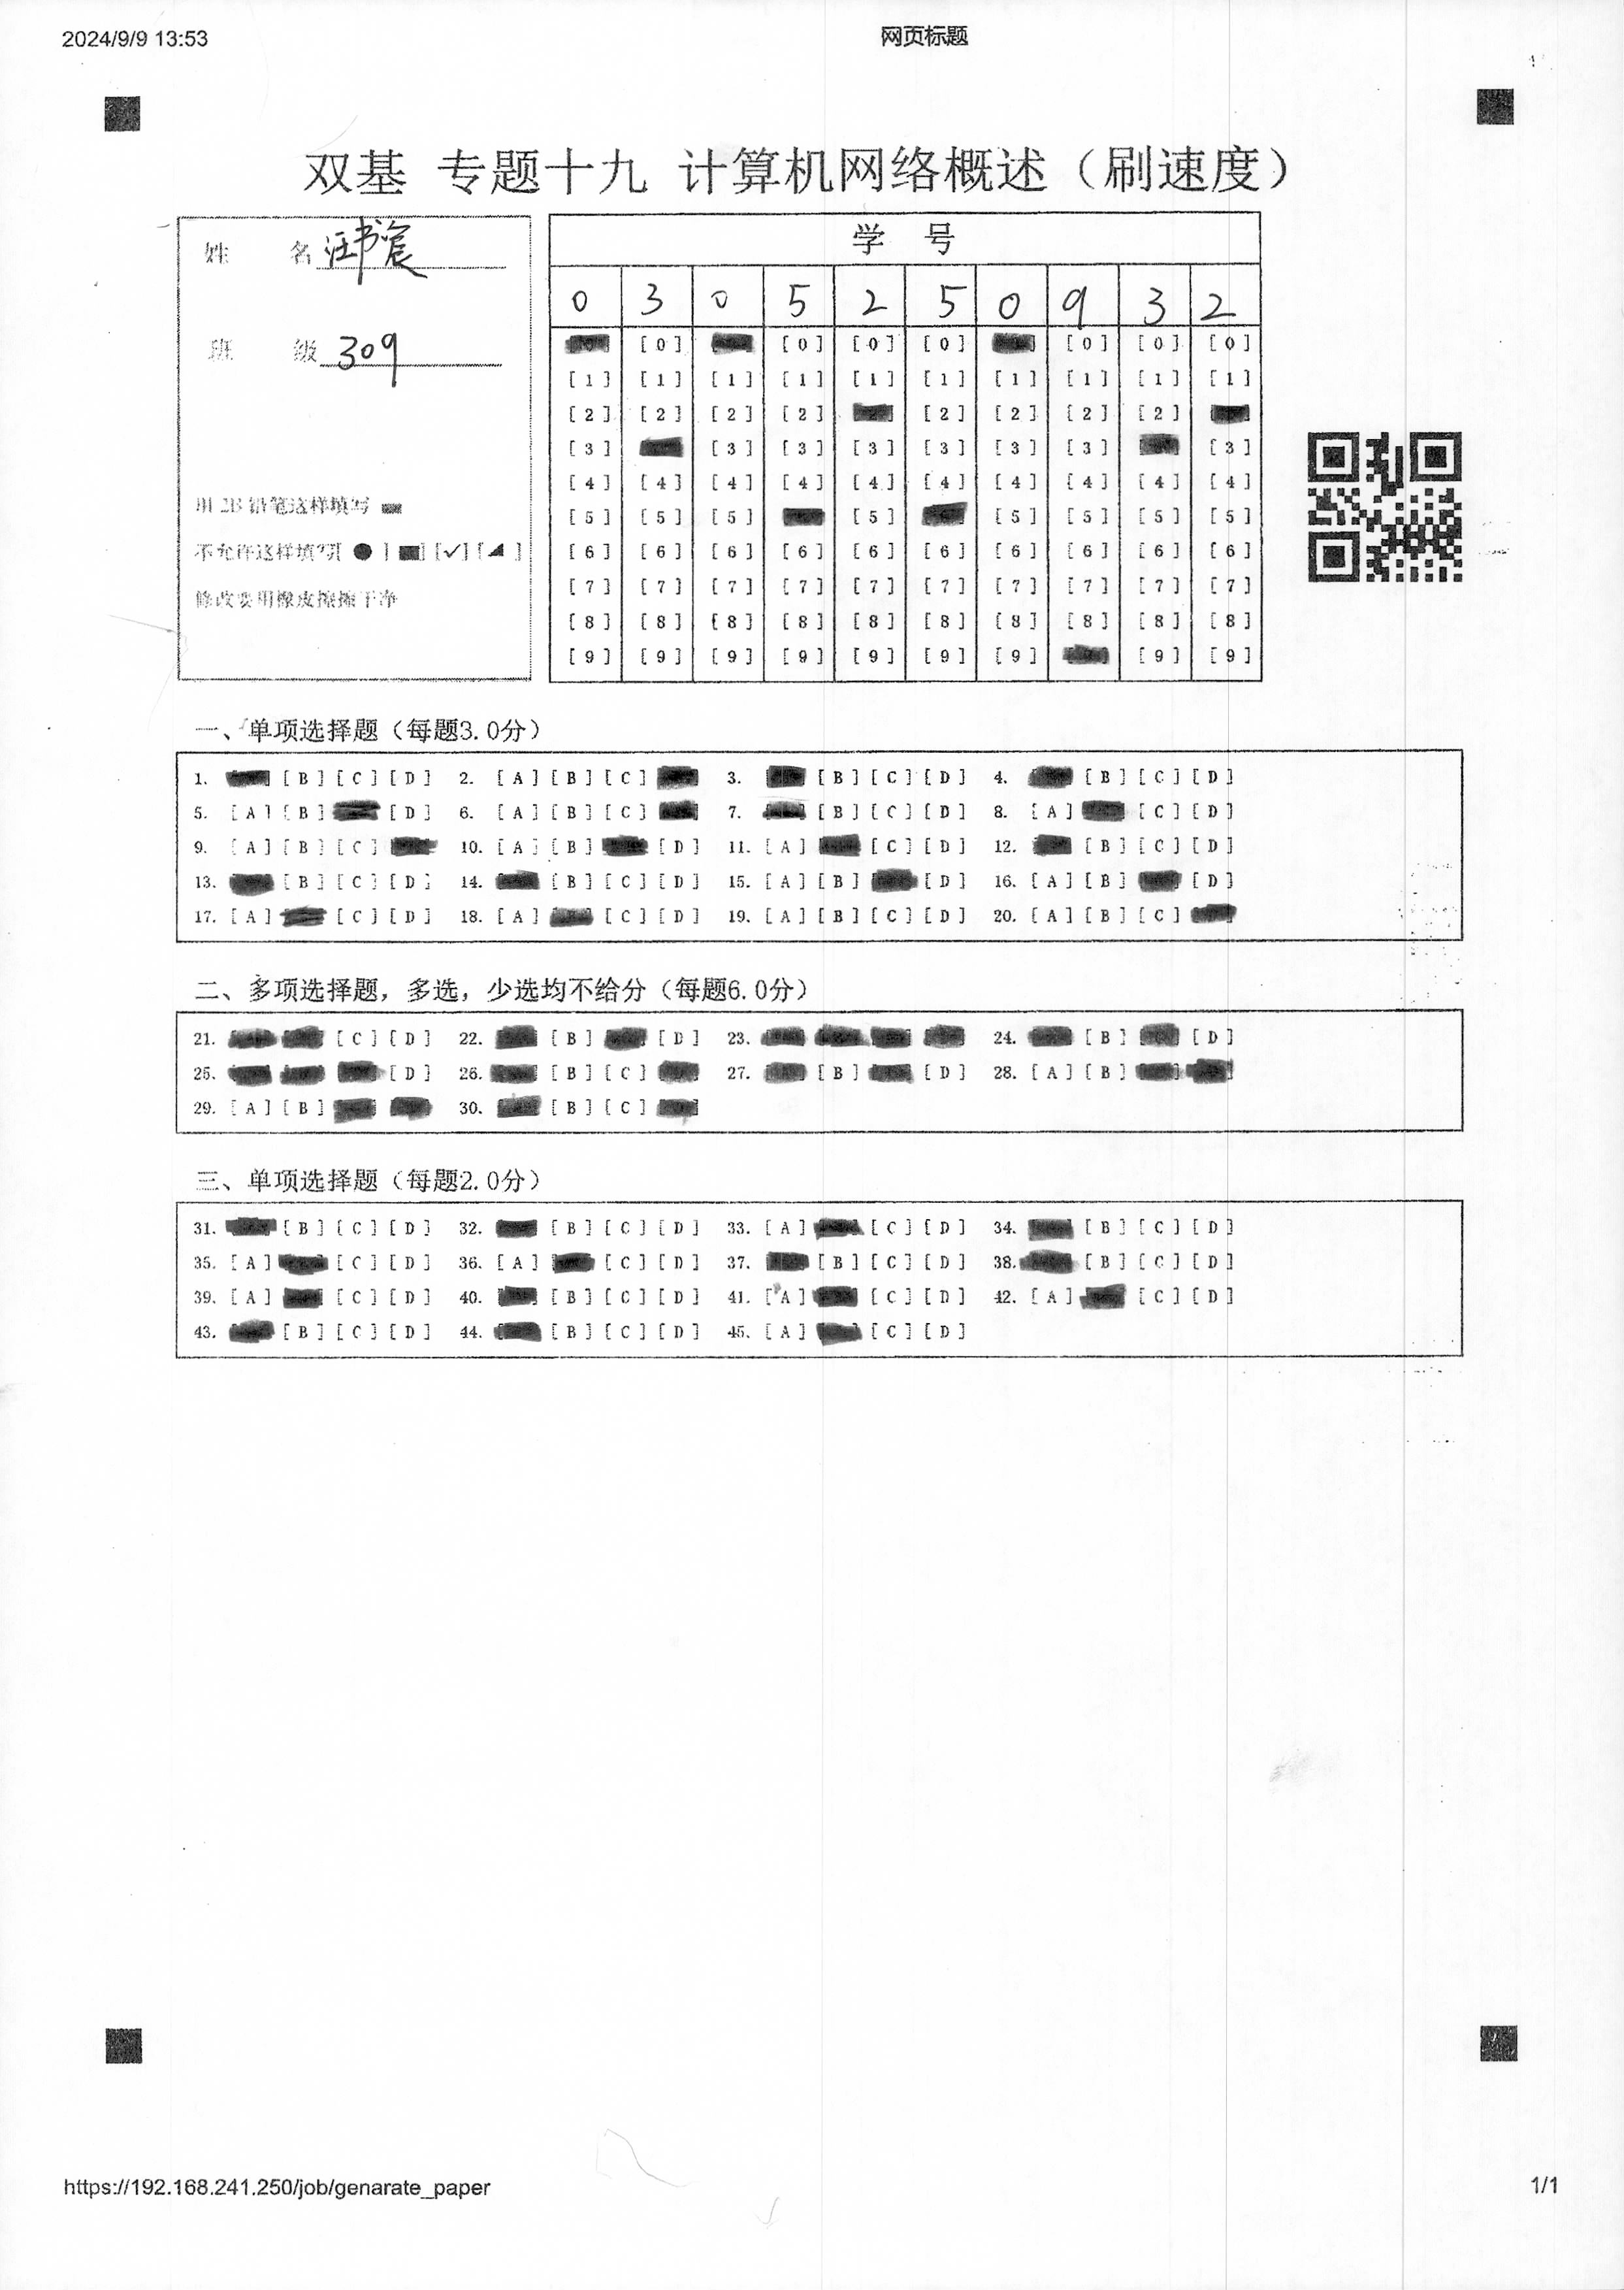 2024/9/9 13:53 网页标题
双基 专题十九 计算机网络概述（刷速度）
姓 名 汪书宸
班 级 309
用 2B 铅笔这样填写
不允许这样填写[ ● ] [✓] [ ]
修改要用橡皮擦擦干净
学 号
0 3 0 5 2 5 0 9 3 2
[0] [0] [0] [0] [0] [0] [0]
[1] [1] [1] [1] [1] [1] [1] [1] [1] [1]
[2] [2] [2] [2] [2] [2] [2] [2]
[3] [3] [3] [3] [3] [3] [3] [3]
[4] [4] [4] [4] [4] [4] [4] [4] [4] [4]
[5] [5] [5] [5] [5] [5] [5] [5]
[6] [6] [6] [6] [6] [6] [6] [6] [6] [6]
[7] [7] [7] [7] [7] [7] [7] [7] [7] [7]
[8] [8] [8] [8] [8] [8] [8] [8] [8] [8]
[9] [9] [9] [9] [9] [9] [9] [9] [9]
一、单项选择题（每题3.0分）
1. [B] [C] [D] 2. [A] [B] [C] 3. [B] [C] [D] 4. [B] [C] [D]
5. [A] [B] [D] 6. [A] [B] [C] 7. [B] [C] [D] 8. [A] [C] [D]
9. [A] [B] [C] 10. [A] [B] [D] 11. [A] [C] [D] 12. [B] [C] [D]
13. [B] [C] [D] 14. [B] [C] [D] 15. [A] [B] [D] 16. [A] [B] [D]
17. [A] [C] [D] 18. [A] [C] [D] 19. [A] [B] [C] [D] 20. [A] [B] [C]
二、多项选择题，多选，少选均不给分（每题6.0分）
21. [C] [D] 22. [B] [D] 23. 24. [B] [D]
25. [D] 26. [B] [C] 27. [B] [D] 28. [A] [B]
29. [A] [B] 30. [B] [C]
三、单项选择题（每题2.0分）
31. [B] [C] [D] 32. [B] [C] [D] 33. [A] [C] [D] 34. [B] [C] [D]
35. [A] [C] [D] 36. [A] [C] [D] 37. [B] [C] [D] 38. [B] [C] [D]
39. [A] [C] [D] 40. [B] [C] [D] 41. [A] [C] [D] 42. [A] [C] [D]
43. [B] [C] [D] 44. [B] [C] [D] 45. [A] [C] [D]
https://192.168.241.250/job/genarate_paper 1/1